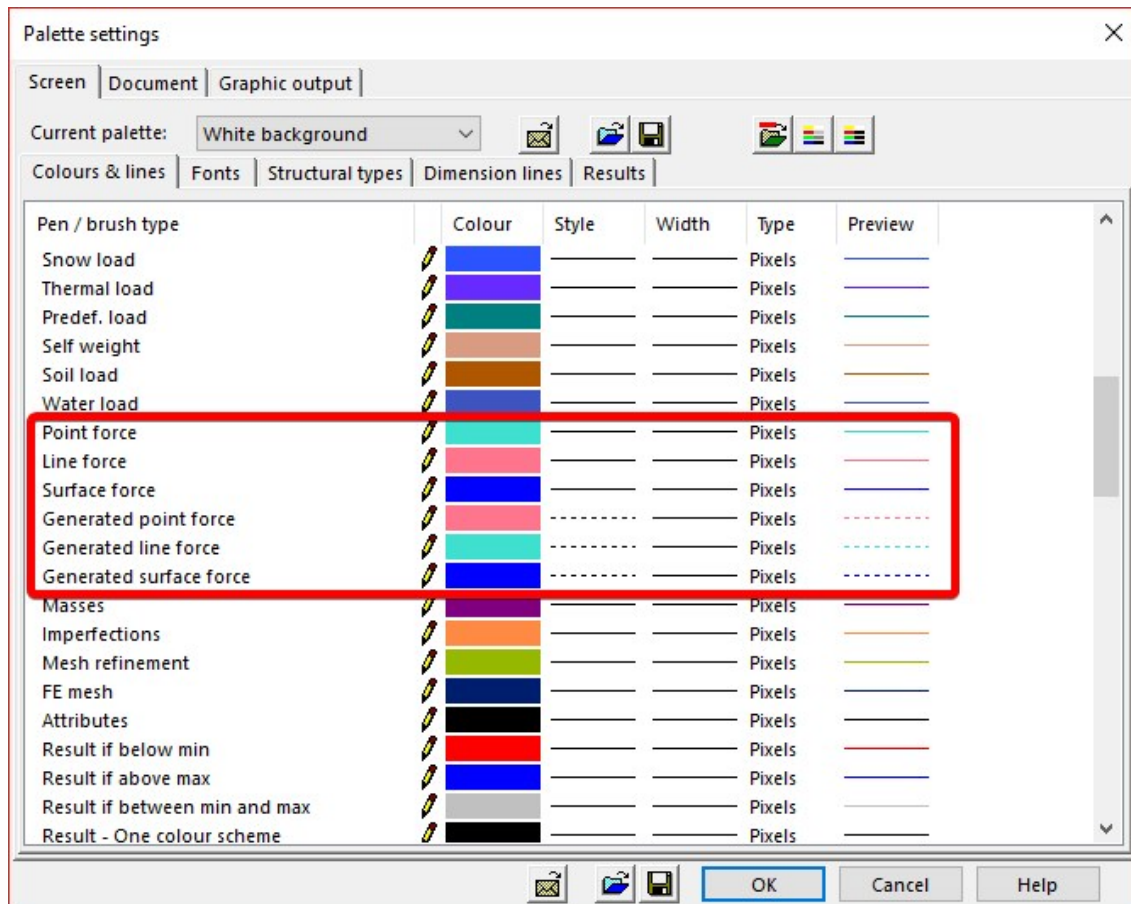 Palette settings
Screen Document Graphic output
Current palette: White background
Colours & lines Fonts Structural types Dimension lines Results
Pen / brush type Colour Style Width Type Preview
Snow load Pixels
Thermal load Pixels
Predef. load Pixels
Self weight Pixels
Soil load Pixels
Water load Pixels
Point force Pixels
Line force Pixels
Surface force Pixels
Generated point force Pixels
Generated line force Pixels
Generated surface force Pixels
Masses Pixels
Imperfections Pixels
Mesh refinement Pixels
FE mesh Pixels
Attributes Pixels
Result if below min Pixels
Result if above max Pixels
Result if between min and max Pixels
Result - One colour scheme Pixels
OK Cancel Help